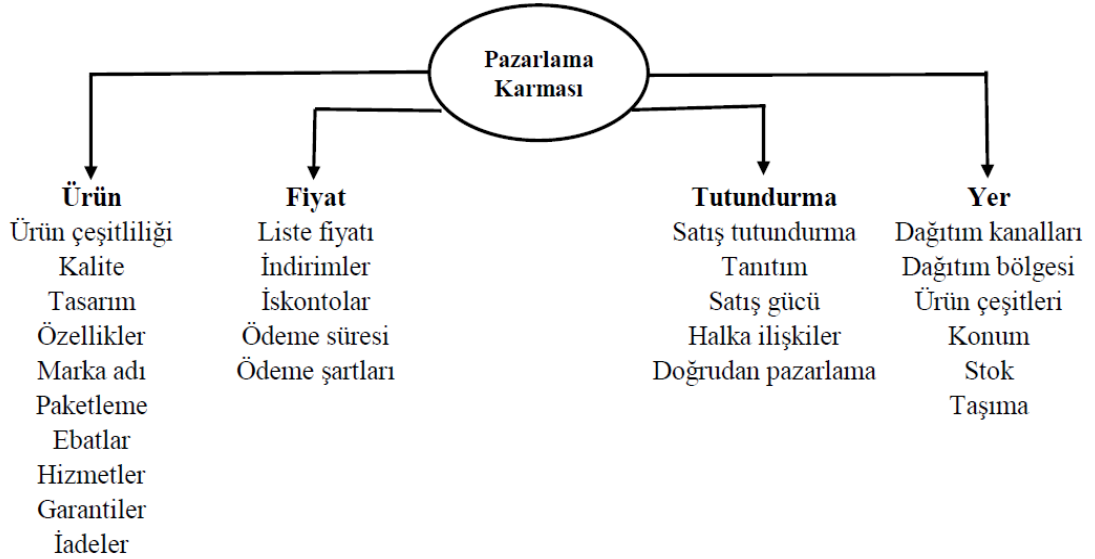 Pazarlama
Karması
Ürün
Ürün çeşitliliği
Kalite
Tasarım
Özellikler
Marka adı
Paketleme
Ebatlar
Hizmetler
Garantiler
İadeler
Fiyat
Liste fiyatı
İndirimler
İskontolar
Ödeme süresi
Ödeme şartları
Tutundurma
Satış tutundurma
Tanıtım
Satış gücü
Halka ilişkiler
Doğrudan pazarlama
Yer
Dağıtım kanalları
Dağıtım bölgesi
Ürün çeşitleri
Konum
Stok
Taşıma